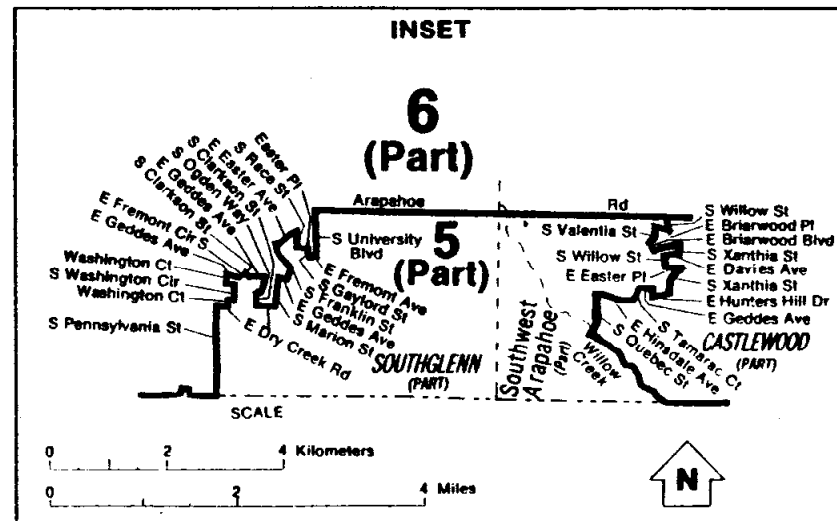 INSET
6
(Part)
Easter Pl
S Race St
E Easter Ave
S Clarkson St
S Ogden Way
E Geddes Ave
S Clarkson St
E Fremont Cir S
E Geddes Ave
Washington Ct
S Washington Cir
Washington Ct
S Pennsylvania St
Arapahoe Rd
5
(Part)
S University
Blvd
E Fremont Ave
S Gaylord St
S Franklin St
E Geddes Ave
S Marion St
E Dry Creek Rd
SOUTHGLENN
(PART)
Southwest
Arapahoe
(Part)
Willow
Creek
S Valentia St
S Willow St
E Easter Pl
S Willow St
E Briarwood Pl
E Briarwood Blvd
S Xanthia St
E Davies Ave
S Xanthia St
E Hunters Hill Dr
E Geddes Ave
S Tamarac Ct
E Hinsdale Ave
S Quebec St
CASTLEWOOD
(PART)
SCALE
0 2 4 Kilometers
0 2 4 Miles
N